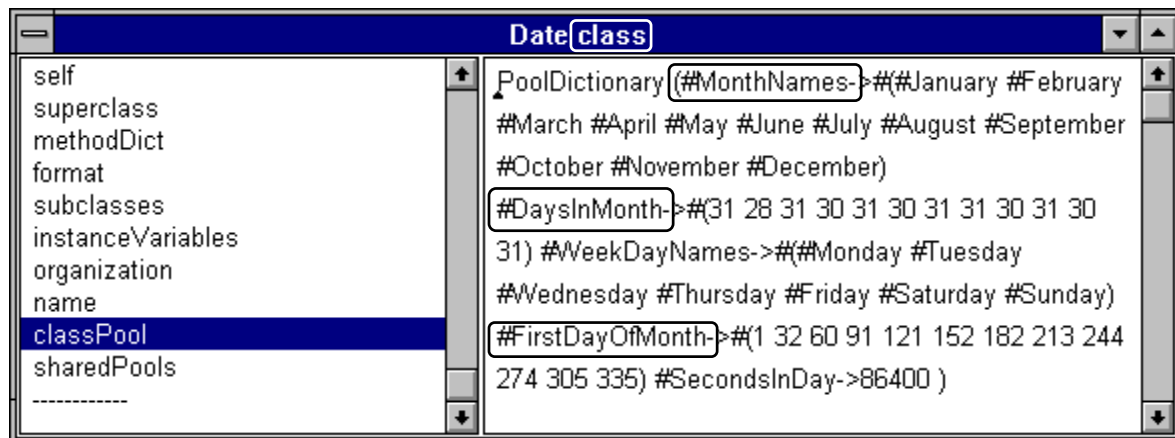 Date class
self
superclass
methodDict
format
subclasses
instanceVariables
organization
name
classPool
sharedPools
------------
PoolDictionary (#MonthNames->#(#January #February
#March #April #May #June #July #August #September
#October #November #December)
#DaysInMonth->#(31 28 31 30 31 30 31 31 30 31 30
31) #WeekDayNames->#(#Monday #Tuesday
#Wednesday #Thursday #Friday #Saturday #Sunday)
#FirstDayOfMonth->#(1 32 60 91 121 152 182 213 244
274 305 335) #SecondsInDay->86400 )